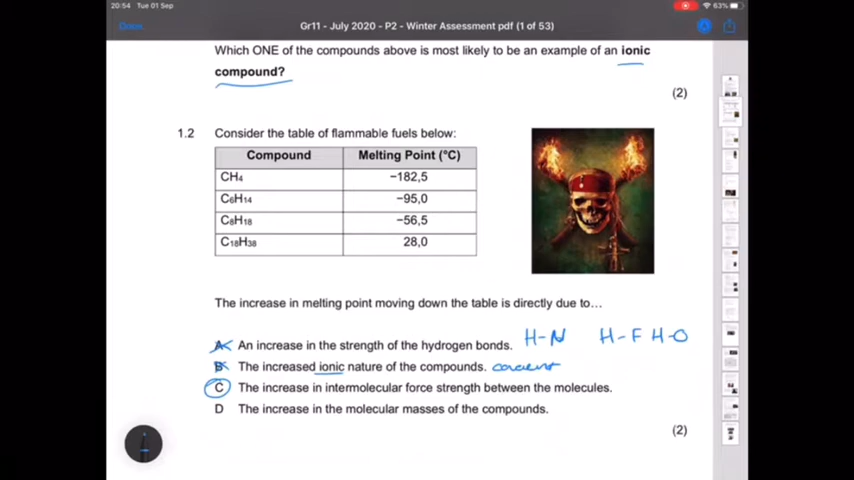 20:54 Tue 01 Sep
63%
Done
Gr11 - July 2020 - P2 - Winter Assessment pdf (1 of 53)
Which ONE of the compounds above is most likely to be an example of an ionic
compound?
(2)
1.2 Consider the table of flammable fuels below:
Compound Melting Point (°C)
CH₄ −182,5
C₆H₁₄ −95,0
C₈H₁₈ −56,5
C₁₈H₃₈ 28,0
The increase in melting point moving down the table is directly due to…
A An increase in the strength of the hydrogen bonds. H-N H-F H-O
B The increased ionic nature of the compounds. covalent
C The increase in intermolecular force strength between the molecules.
D The increase in the molecular masses of the compounds.
(2)